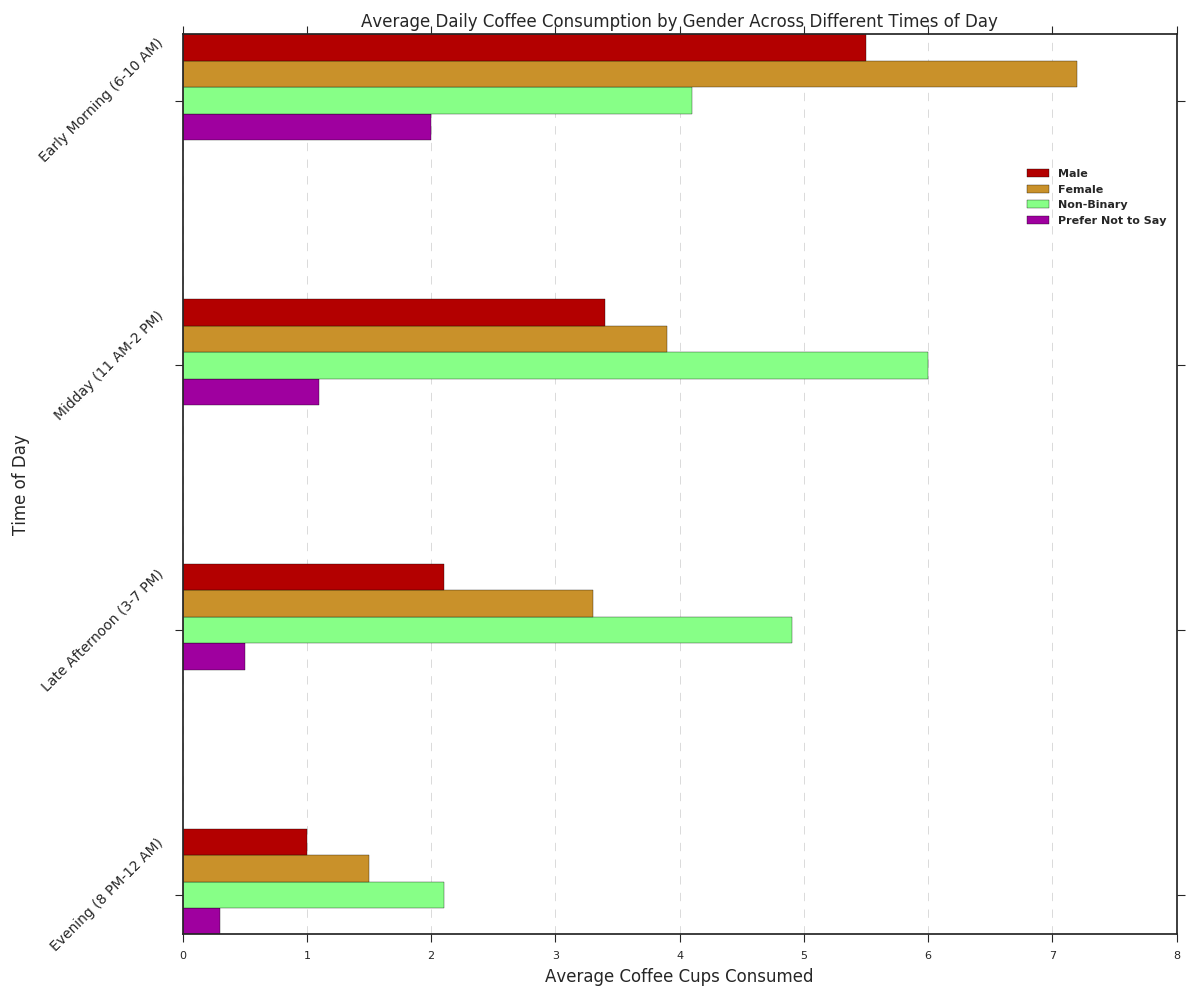 Average Daily Coffee Consumption by Gender Across Different Times of Day
Early Morning (6-10 AM)
Male
Female
Non-Binary
Prefer Not to Say
Midday (11 AM-2 PM)
Time of Day
Late Afternoon (3-7 PM)
Evening (8 PM-12 AM)
0 1 2 3 4 5 6 7 8
Average Coffee Cups Consumed